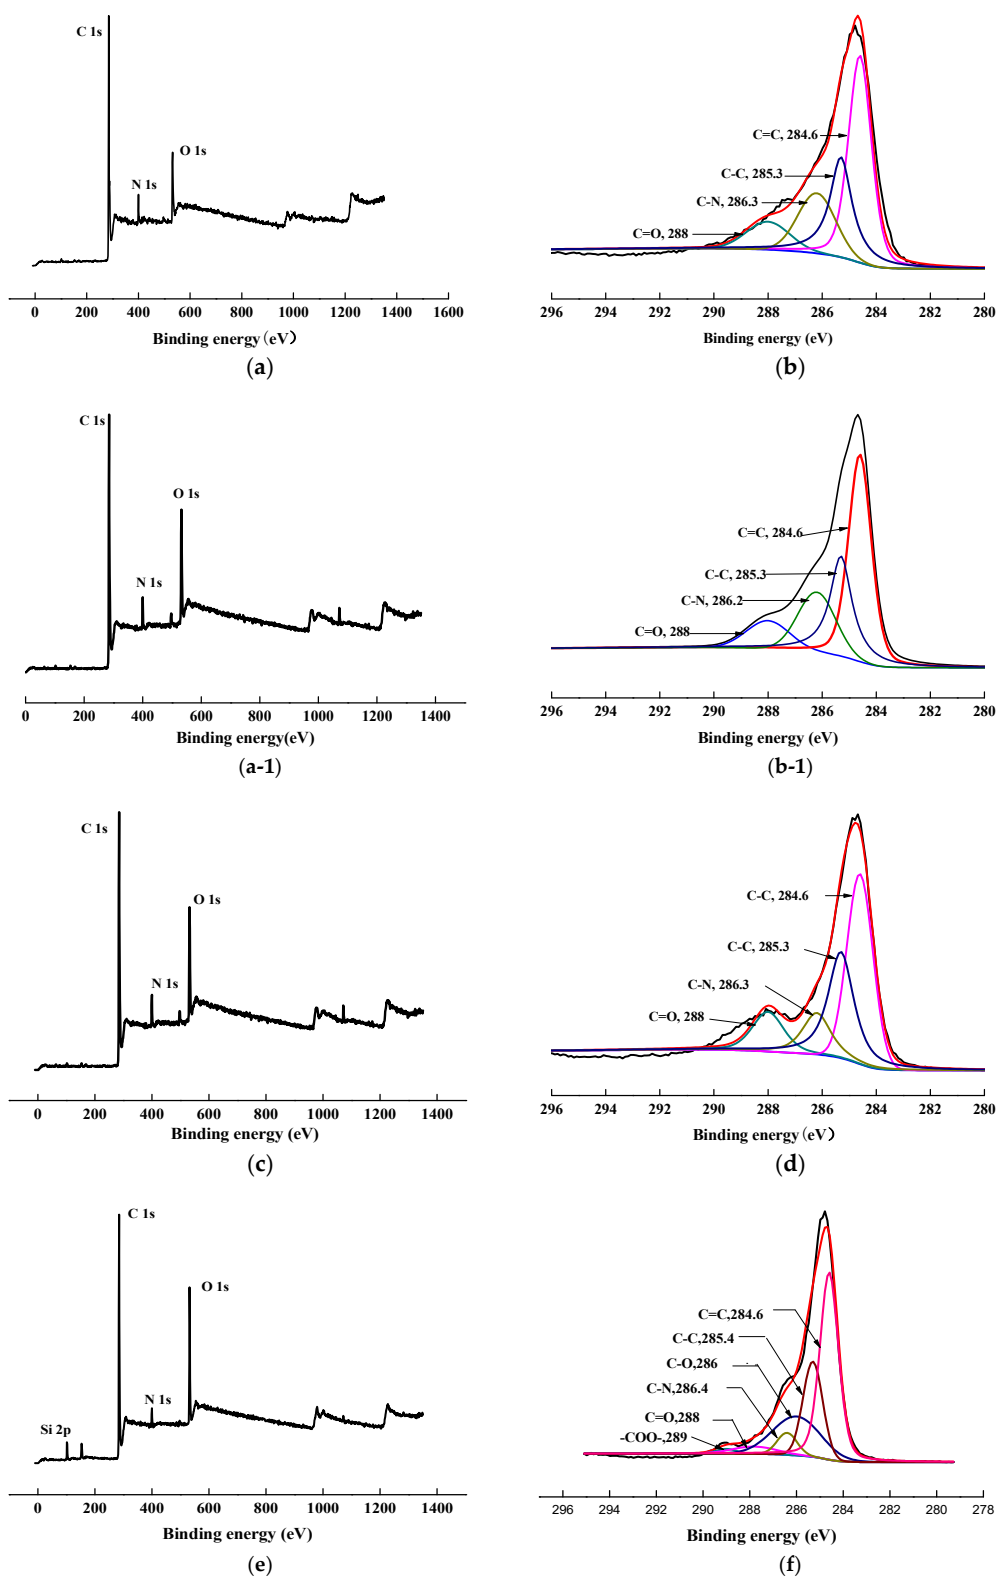 C 1s
O 1s
N 1s
0 200 400 600 800 1000 1200 1400 1600
Binding energy(eV)
(a)
C=C, 284.6
C-C, 285.3
C-N, 286.3
C=O, 288
296 294 292 290 288 286 284 282 280
Binding energy (eV)
(b)
C 1s
O 1s
N 1s
0 200 400 600 800 1000 1200 1400
Binding energy(eV)
(a-1)
C=C, 284.6
C-C, 285.3
C-N, 286.2
C=O, 288
296 294 292 290 288 286 284 282 280
Binding energy (eV)
(b-1)
C 1s
O 1s
N 1s
0 200 400 600 800 1000 1200 1400
Binding energy (eV)
(c)
C-C, 284.6
C-C, 285.3
C-N, 286.3
C=O, 288
296 294 292 290 288 286 284 282 280
Binding energy(eV)
(d)
C 1s
O 1s
N 1s
Si 2p
0 200 400 600 800 1000 1200 1400
Binding energy (eV)
(e)
C=C,284.6
C-C,285.4
C-O,286
C-N,286.4
C=O,288
-COO-,289
296 294 292 290 288 286 284 282 280 278
Binding energy (eV)
(f)